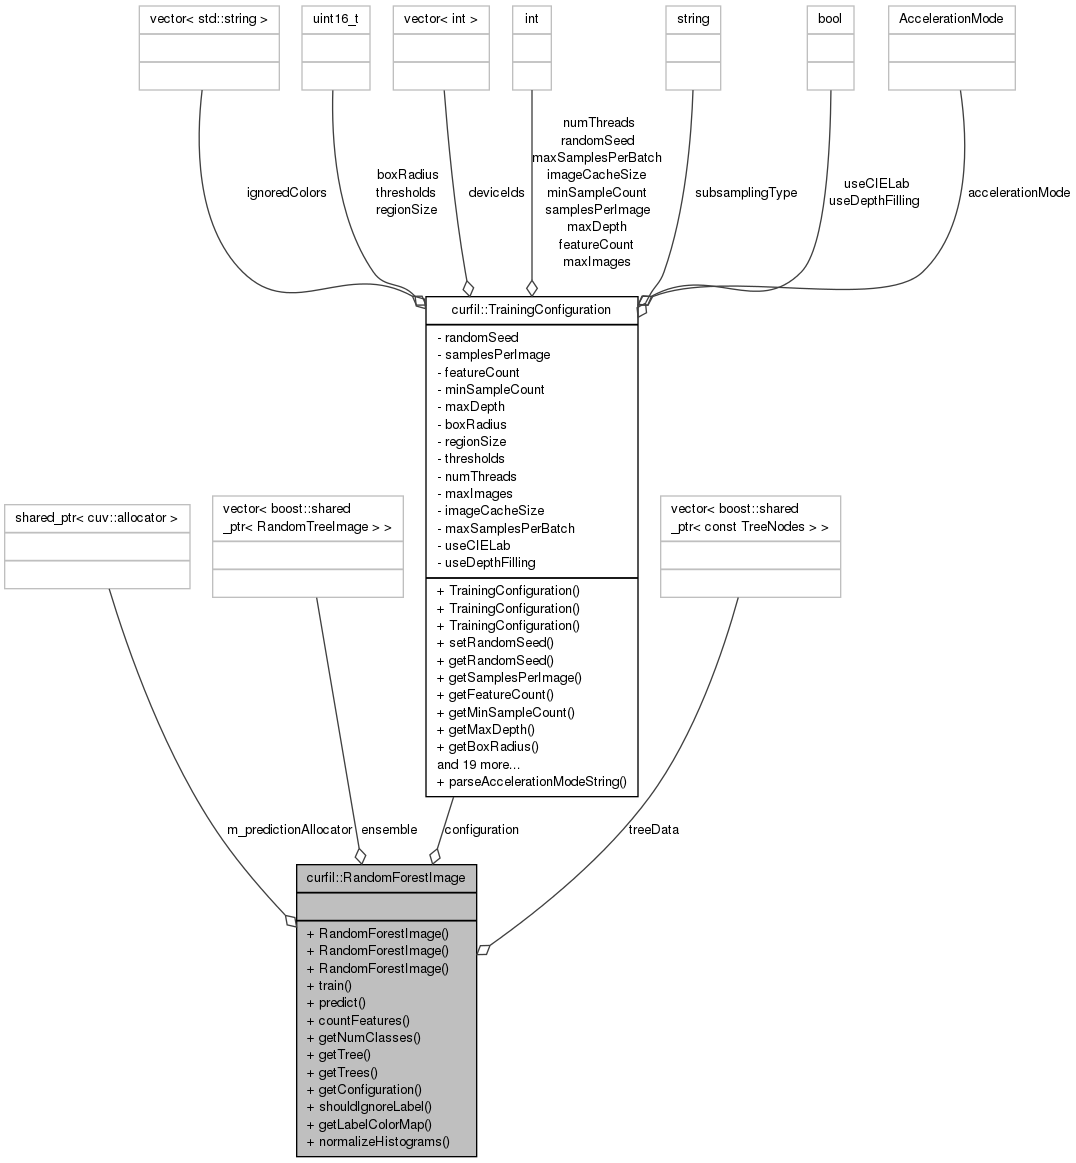 vector< std::string >
uint16_t
vector< int >
int
string
bool
AccelerationMode
ignoredColors
boxRadius
thresholds
regionSize
deviceIds
numThreads
randomSeed
maxSamplesPerBatch
imageCacheSize
minSampleCount
samplesPerImage
maxDepth
featureCount
maxImages
subsamplingType
useCIELab
useDepthFilling
accelerationMode
curfil::TrainingConfiguration
- randomSeed
- samplesPerImage
- featureCount
- minSampleCount
- maxDepth
- boxRadius
- regionSize
- thresholds
- numThreads
- maxImages
- imageCacheSize
- maxSamplesPerBatch
- useCIELab
- useDepthFilling
+ TrainingConfiguration()
+ TrainingConfiguration()
+ TrainingConfiguration()
+ setRandomSeed()
+ getRandomSeed()
+ getSamplesPerImage()
+ getFeatureCount()
+ getMinSampleCount()
+ getMaxDepth()
+ getBoxRadius()
and 19 more...
+ parseAccelerationModeString()
shared_ptr< cuv::allocator >
vector< boost::shared
_ptr< RandomTreeImage > >
vector< boost::shared
_ptr< const TreeNodes > >
m_predictionAllocator
ensemble
configuration
treeData
curfil::RandomForestImage
+ RandomForestImage()
+ RandomForestImage()
+ RandomForestImage()
+ train()
+ predict()
+ countFeatures()
+ getNumClasses()
+ getTree()
+ getTrees()
+ getConfiguration()
+ shouldIgnoreLabel()
+ getLabelColorMap()
+ normalizeHistograms()